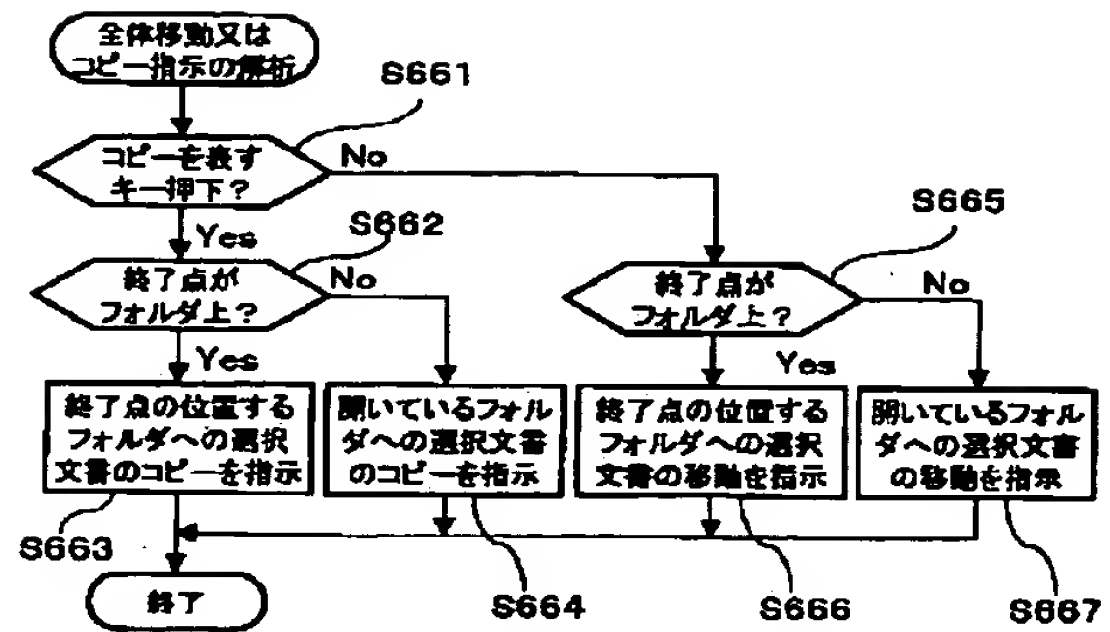 全体移動又は
コピー指示の解析
S661
コピーを表す
キー押下?
No
Yes
S662
終了点が
フォルダ上?
No
Yes
S665
終了点が
フォルダ上?
No
Yes
終了点の位置する
フォルダへの選択
文書のコピーを指示
S663
開いているフォル
ダへの選択文書
のコピーを指示
S664
終了点の位置する
フォルダへの選択
文書の移動を指示
S666
開いているフォル
ダへの選択文書
の移動を指示
S667
終了